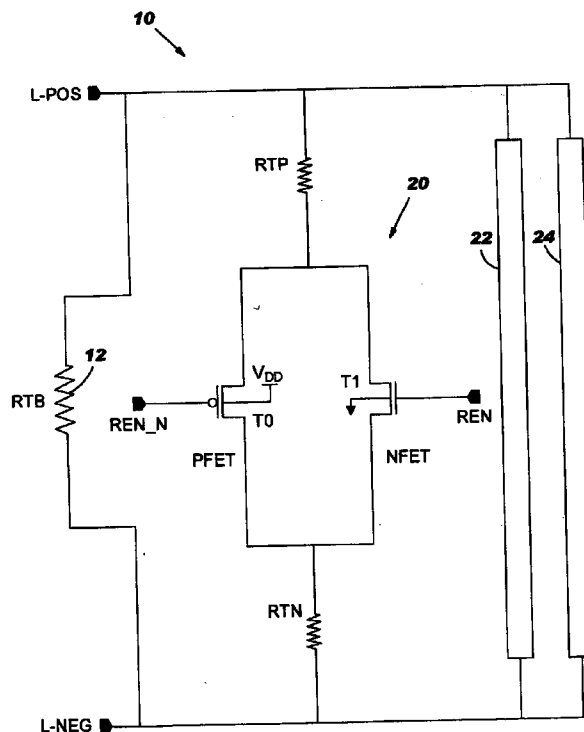 10
L-POS
RTP
20
22
24
12
RTB
V_DD
T1
REN_N
T0
REN
PFET
NFET
RTN
L-NEG